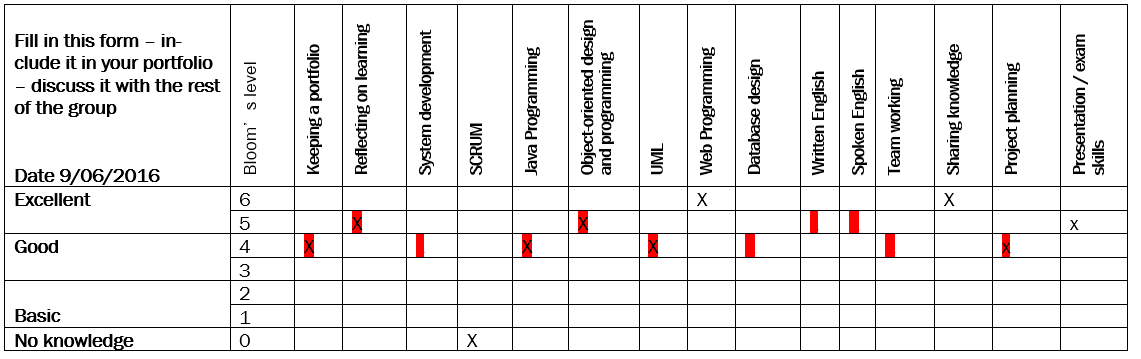 Fill in this form – in-
clude it in your portfolio
– discuss it with the rest
of the group
Date 9/06/2016
Bloom's level
Keeping a portfolio
Reflecting on learning
System development
SCRUM
Java Programming
Object-oriented design
and programming
UML
Web Programming
Database design
Written English
Spoken English
Team working
Sharing knowledge
Project planning
Presentation / exam
skills
Excellent 6 X X
5 X X x
Good 4 X X X x
3
2
Basic 1
No knowledge 0 X